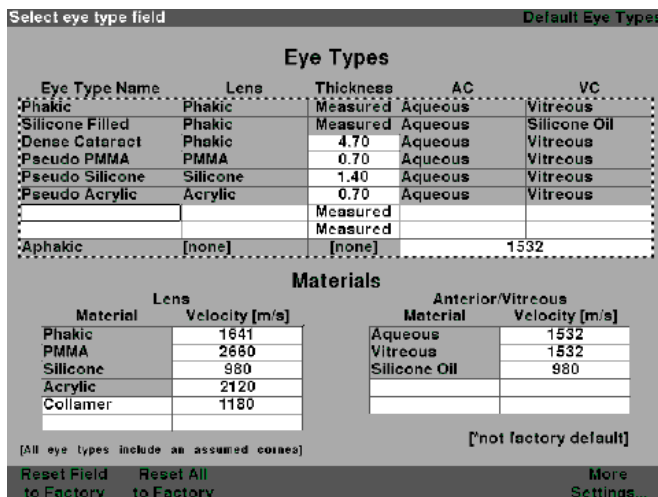 Select eye type field Default Eye Types
Eye Types
Eye Type Name Lens Thickness AC VC
Phakic Phakic Measured Aqueous Vitreous
Silicone Filled Phakic Measured Aqueous Silicone Oil
Dense Cataract Phakic 4.70 Aqueous Vitreous
Pseudo PMMA PMMA 0.70 Aqueous Vitreous
Pseudo Silicone Silicone 1.40 Aqueous Vitreous
Pseudo Acrylic Acrylic 0.70 Aqueous Vitreous
Measured
Measured
Aphakic [none] [none] 1532
Materials
Lens Anterior/Vitreous
Material Velocity [m/s] Material Velocity [m/s]
Phakic 1641 Aqueous 1532
PMMA 2660 Vitreous 1532
Silicone 980 Silicone Oil 980
Acrylic 2120
Collamer 1180
[*not factory default]
[All eye types include an assumed cornea]
Reset Field Reset All More
to Factory to Factory Settings...